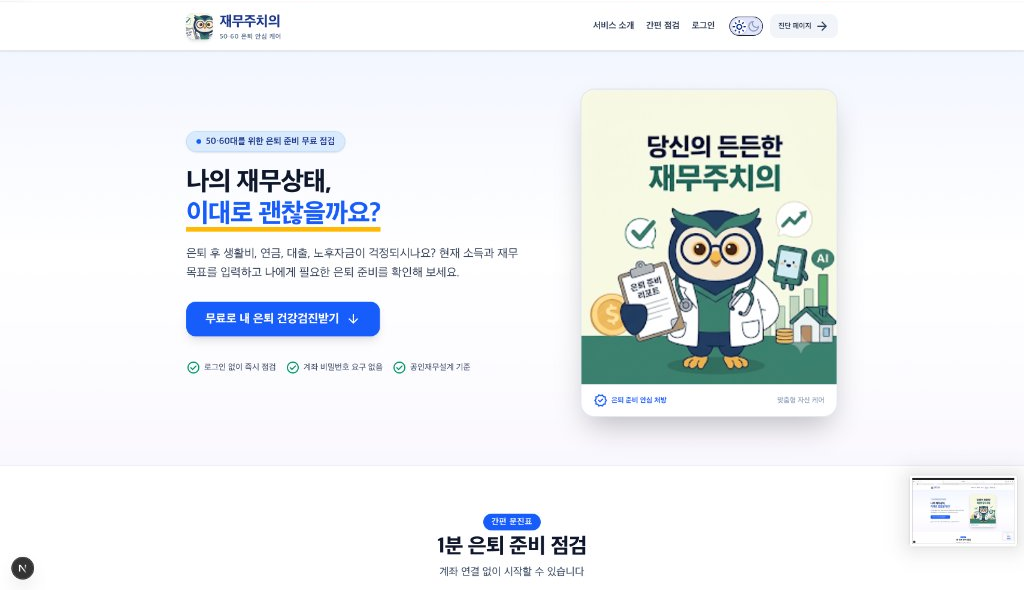 재무주치의
50·60 은퇴 안심 케어
서비스 소개
간편 점검
로그인
진단 페이지
50·60대를 위한 은퇴 준비 무료 점검
나의 재무상태,
이대로 괜찮을까요?
은퇴 후 생활비, 연금, 대출, 노후자금이 걱정되시나요? 현재 소득과 재무
목표를 입력하고 나에게 필요한 은퇴 준비를 확인해 보세요.
무료로 내 은퇴 건강검진받기
로그인 없이 즉시 점검
계좌 비밀번호 요구 없음
공인재무설계 기준
당신의 든든한
재무주치의
AI
은퇴 준비
리포트
$
은퇴 준비 안심 처방
맞춤형 자산 케어
간편 문진표
1분 은퇴 준비 점검
계좌 연결 없이 시작할 수 있습니다
N